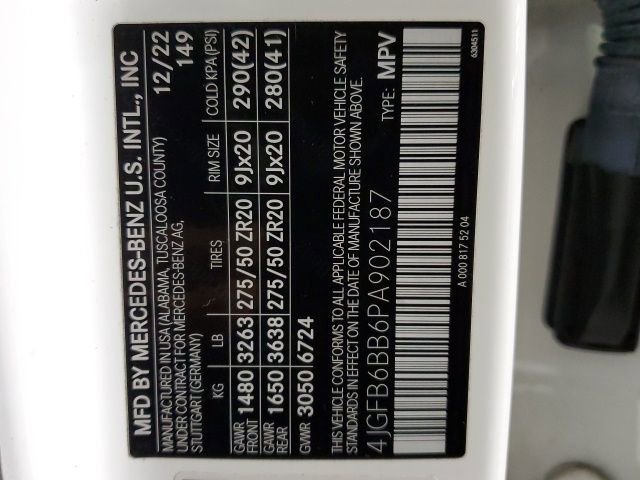 MFD BY MERCEDES-BENZ U.S. INTL., INC
MANUFACTURED IN USA (ALABAMA, TUSCALOOSA COUNTY) 12/22
UNDER CONTRACT FOR MERCEDES-BENZ AG, 149
STUTTGART (GERMANY)
KG LB TIRES RIM SIZE COLD KPA (PSI)
GAWR FRONT 1480 3263 275/50 ZR20 9Jx20 290(42)
GAWR REAR 1650 3638 275/50 ZR20 9Jx20 280(41)
GVWR 3050 6724
THIS VEHICLE CONFORMS TO ALL APPLICABLE FEDERAL MOTOR VEHICLE SAFETY
STANDARDS IN EFFECT ON THE DATE OF MANUFACTURE SHOWN ABOVE.
4JGFB6BB6PA902187 TYPE: MPV
A 000 817 52 04
6304511